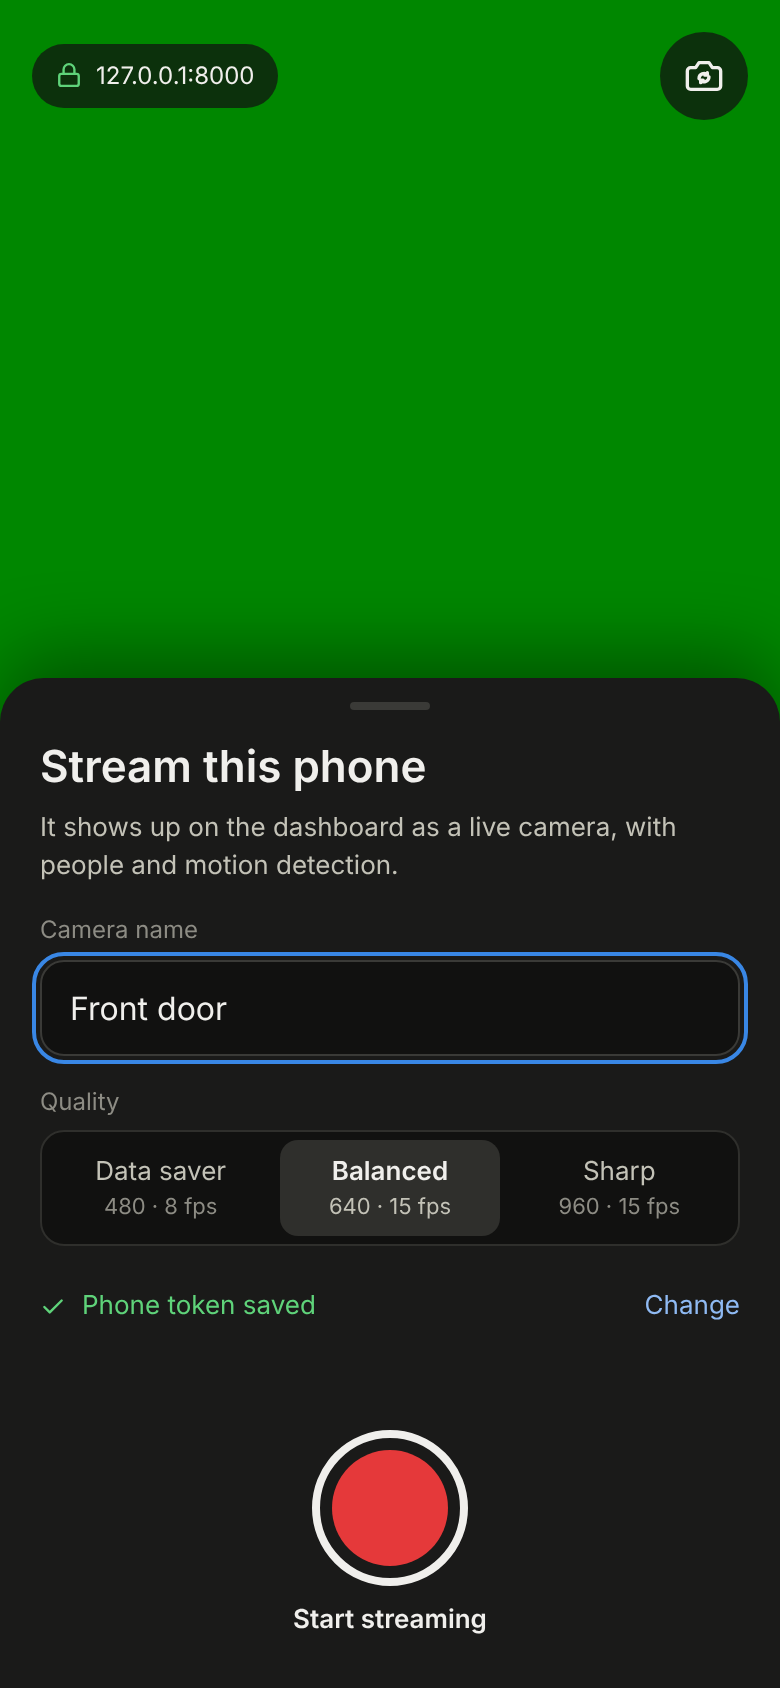 127.0.0.1:8000
Stream this phone
It shows up on the dashboard as a live camera, with
people and motion detection.
Camera name
Front door
Quality
Data saver
480 · 8 fps
Balanced
640 · 15 fps
Sharp
960 · 15 fps
Phone token saved
Change
Start streaming